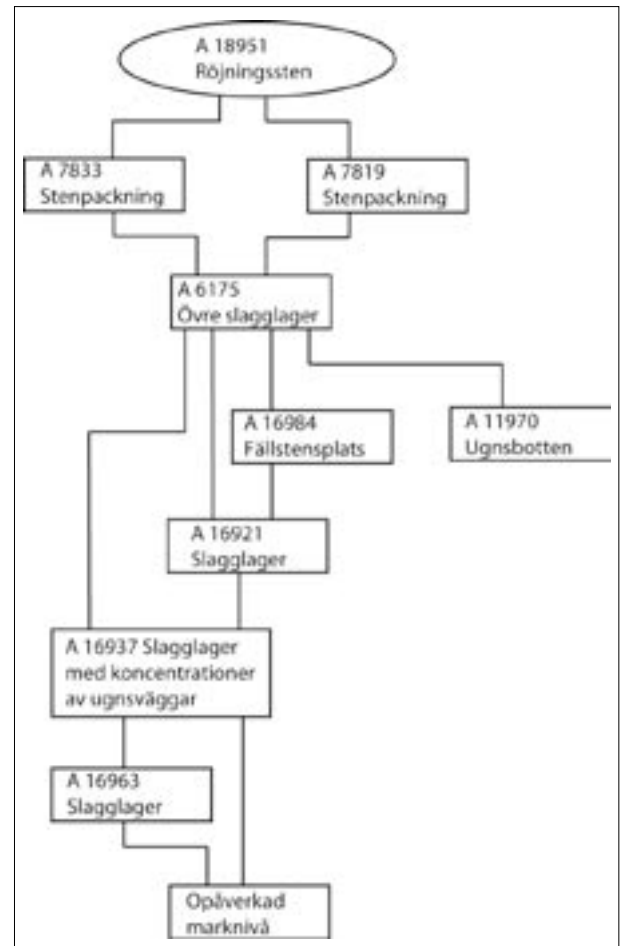 A 18951
Röjningssten
A 7833
Stenpackning
A 7819
Stenpackning
A 6175
Övre slagglager
A 16984
Fällstensplats
A 11970
Ugnsbotten
A 16921
Slagglager
A 16937 Slagglager
med koncentrationer
av ugnsväggar
A 16963
Slagglager
Opåverkad
marknivå